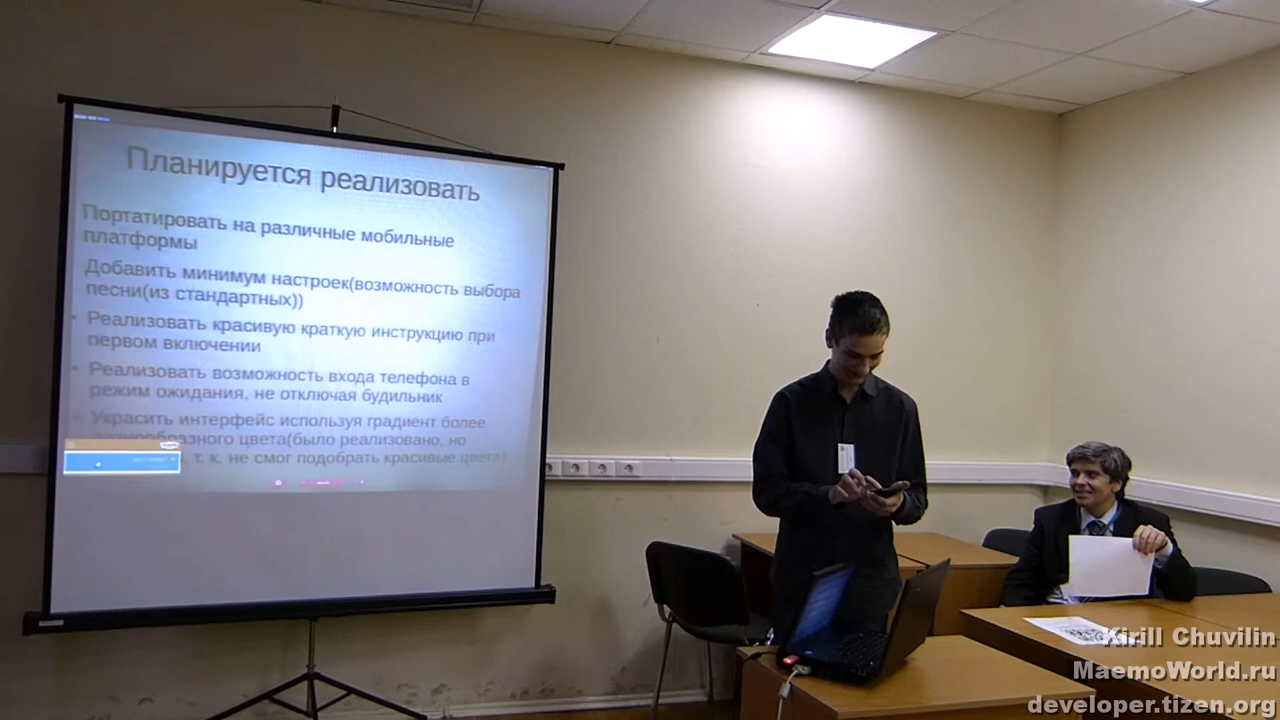 Планируется реализовать
Портатировать на различные мобильные
платформы
Добавить минимум настроек(возможность выбора
песни(из стандартных))
Реализовать красивую краткую инструкцию при
первом включении
Реализовать возможность входа телефона в
режим ожидания, не отключая будильник
Украсить интерфейс используя градиент более
цвета(было реализовано, но
т. к. не смог подобрать красивые цвета)
Kirill Chuvilin
MaemoWorld.ru
developer.tizen.org